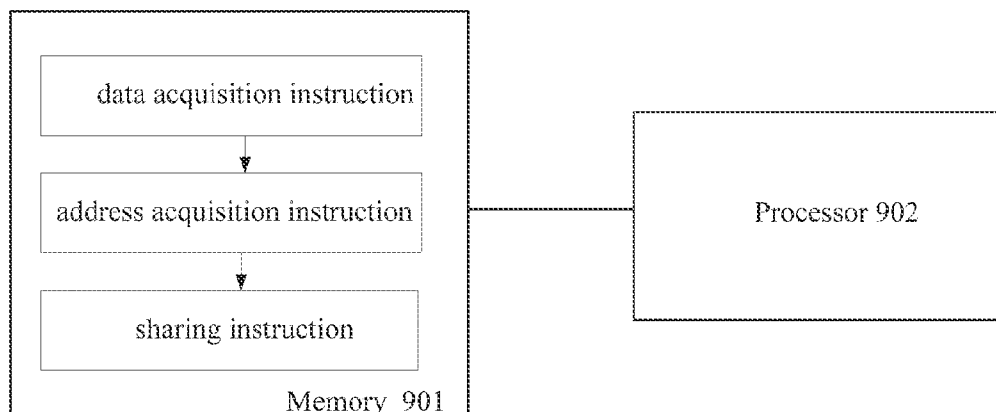 data acquisition instruction
address acquisition instruction
sharing instruction
Memory 901
Processor 902